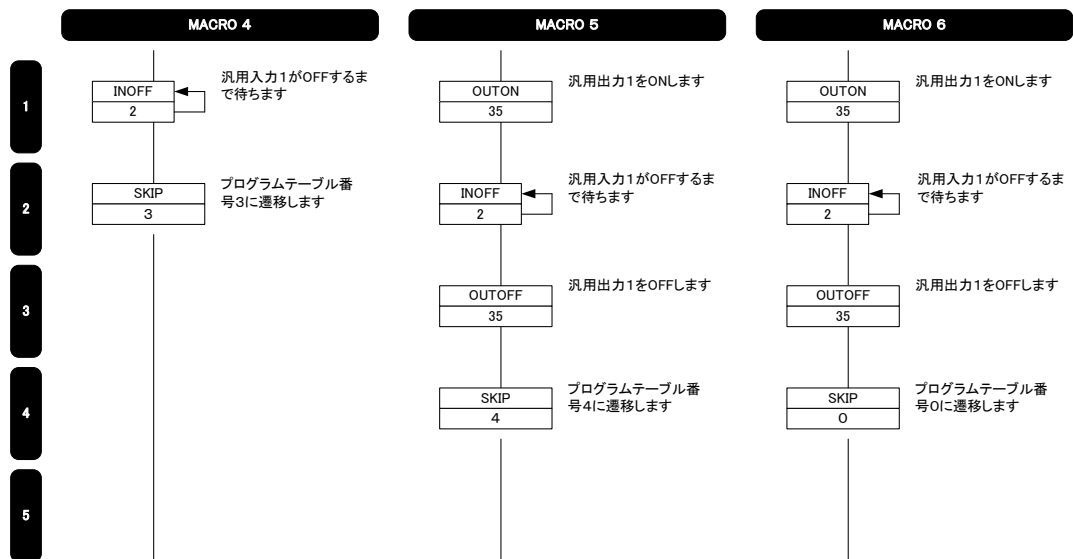 MACRO 4
MACRO 5
MACRO 6
1
INOFF
2
汎用入力1がOFFするま
で待ちます
OUTON
35
汎用出力1をONします
OUTON
35
汎用出力1をONします
2
SKIP
3
プログラムテーブル番
号3に遷移します
INOFF
2
汎用入力1がOFFするま
で待ちます
INOFF
2
汎用入力1がOFFするま
で待ちます
3
OUTOFF
35
汎用出力1をOFFします
OUTOFF
35
汎用出力1をOFFします
4
SKIP
4
プログラムテーブル番
号4に遷移します
SKIP
0
プログラムテーブル番
号0に遷移します
5